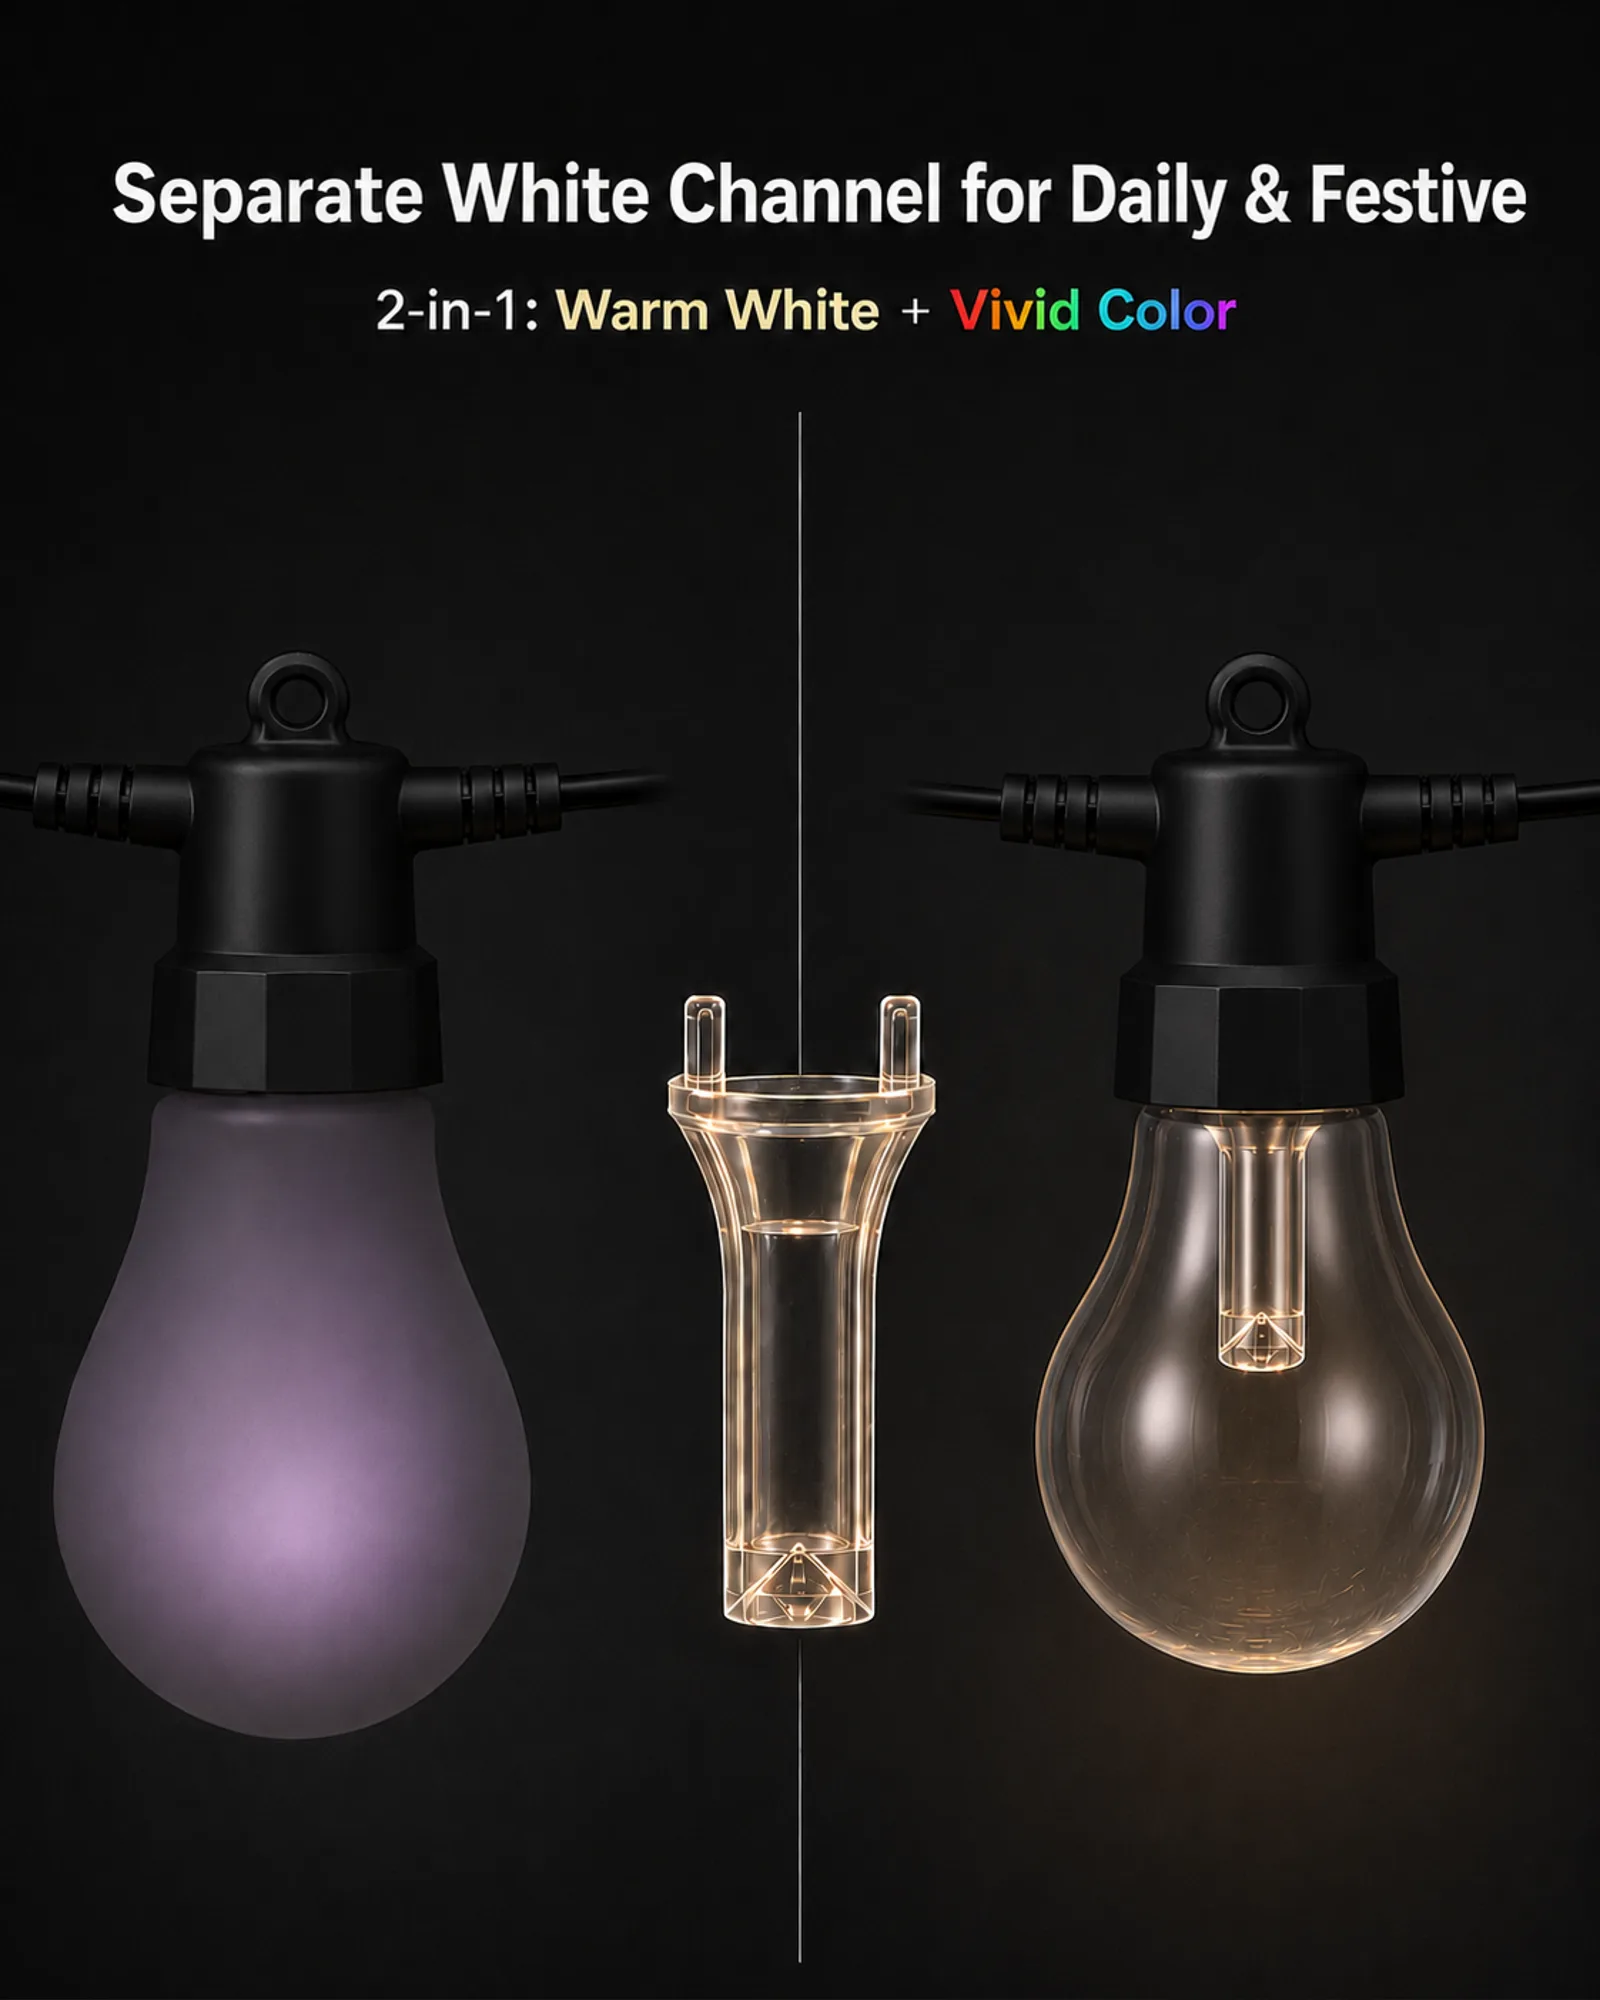 Separate White Channel for Daily & Festive
2-in-1: Warm White + Vivid Color